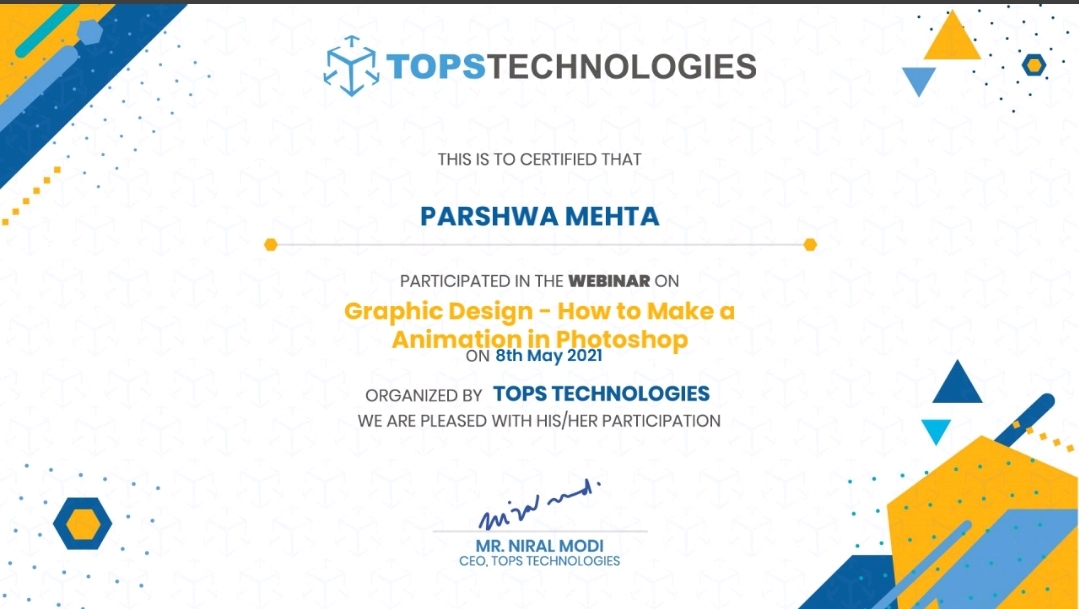 TOPSTECHNOLOGIES
THIS IS TO CERTIFIED THAT
PARSHWA MEHTA
PARTICIPATED IN THE WEBINAR ON
Graphic Design - How to Make a
Animation in Photoshop
ON 8th May 2021
ORGANIZED BY TOPS TECHNOLOGIES
WE ARE PLEASED WITH HIS/HER PARTICIPATION
MR. NIRAL MODI
CEO, TOPS TECHNOLOGIES